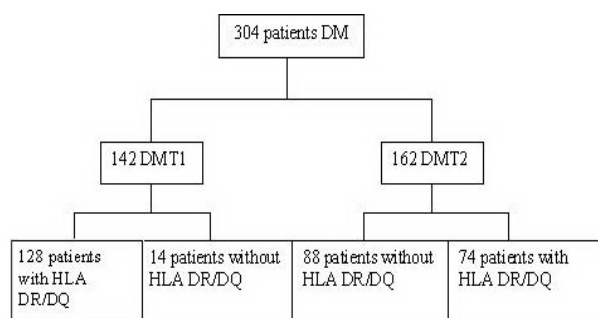 304 patients DM
142 DMT1
162 DMT2
128 patients
with HLA
DR/DQ
14 patients without
HLA DR/DQ
88 patients without
HLA DR/DQ
74 patients with
HLA DR/DQ